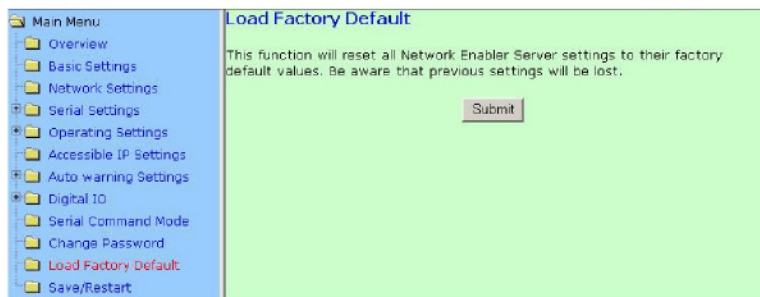 Main Menu
Overview
Basic Settings
Network Settings
Serial Settings
Operating Settings
Accessible IP Settings
Auto warning Settings
Digital IO
Serial Command Mode
Change Password
Load Factory Default
Save/Restart
Load Factory Default
This function will reset all Network Enabler Server settings to their factory
default values. Be aware that previous settings will be lost.
Submit